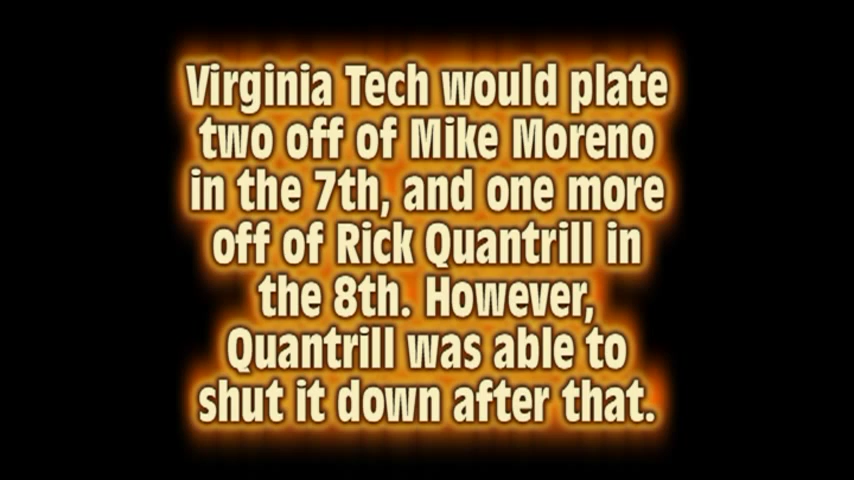 Virginia Tech would plate
two off of Mike Moreno
in the 7th, and one more
off of Rick Quantrill in
the 8th. However,
Quantrill was able to
shut it down after that.